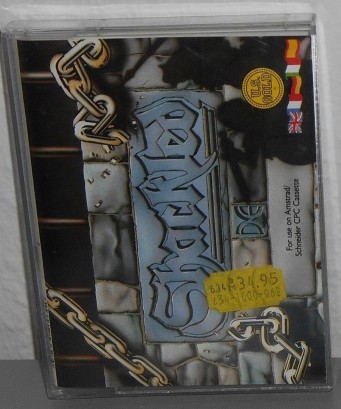 Shackled
U.S.
GOLD
DE
For use on Amstrad/
Schneider CPC Cassette
34.95